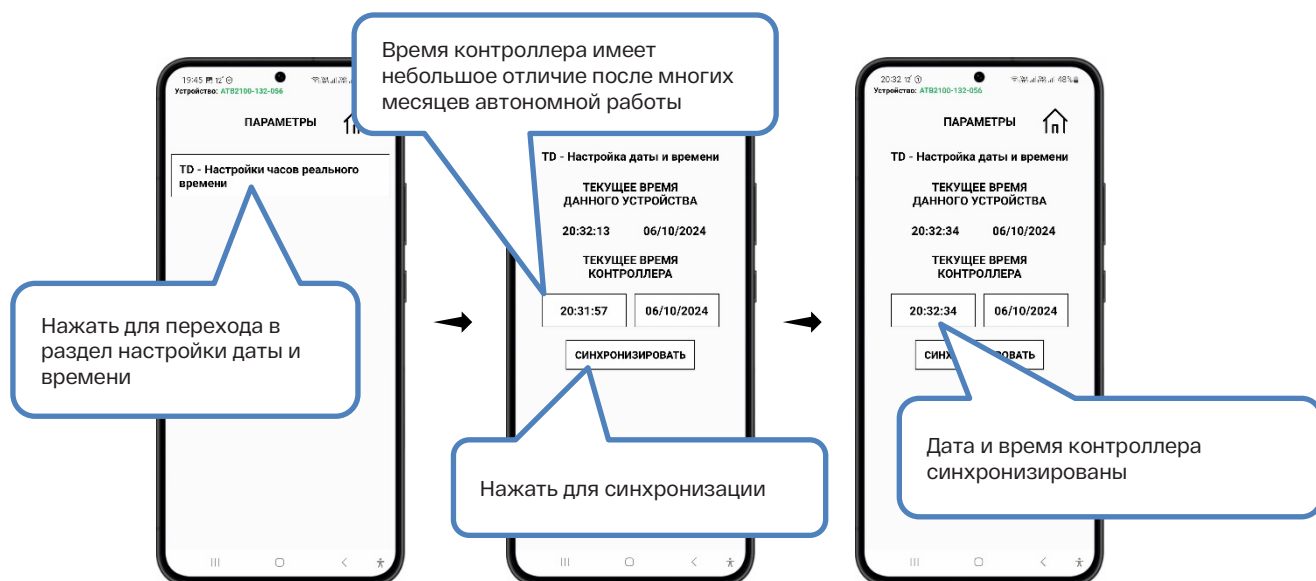 Время контроллера имеет
небольшое отличие после многих
месяцев автономной работы
19:45
Устройство: ATB2100-132-056
ПАРАМЕТРЫ
TD - Настройки часов реального
времени
Нажать для перехода в
раздел настройки даты и
времени
TD - Настройка даты и времени
ТЕКУЩЕЕ ВРЕМЯ
ДАННОГО УСТРОЙСТВА
20:32:13 06/10/2024
ТЕКУЩЕЕ ВРЕМЯ
КОНТРОЛЛЕРА
20:31:57 06/10/2024
СИНХРОНИЗИРОВАТЬ
Нажать для синхронизации
20:32 48%
Устройство: ATB2100-132-056
ПАРАМЕТРЫ
TD - Настройка даты и времени
ТЕКУЩЕЕ ВРЕМЯ
ДАННОГО УСТРОЙСТВА
20:32:34 06/10/2024
ТЕКУЩЕЕ ВРЕМЯ
КОНТРОЛЛЕРА
20:32:34 06/10/2024
Дата и время контроллера
синхронизированы